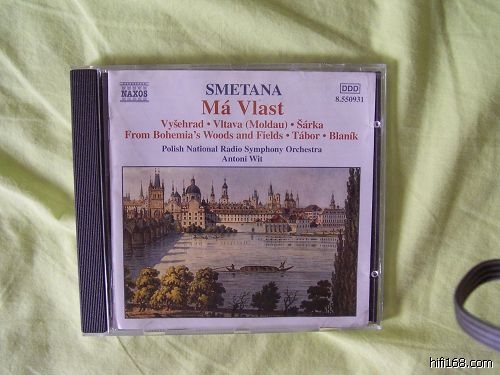 NAXOS
DDD
8.550931
SMETANA
Má Vlast
Vyšehrad • Vltava (Moldau) • Šárka
From Bohemia's Woods and Fields • Tábor • Blaník
Polish National Radio Symphony Orchestra
Antoni Wit
hifi168.com